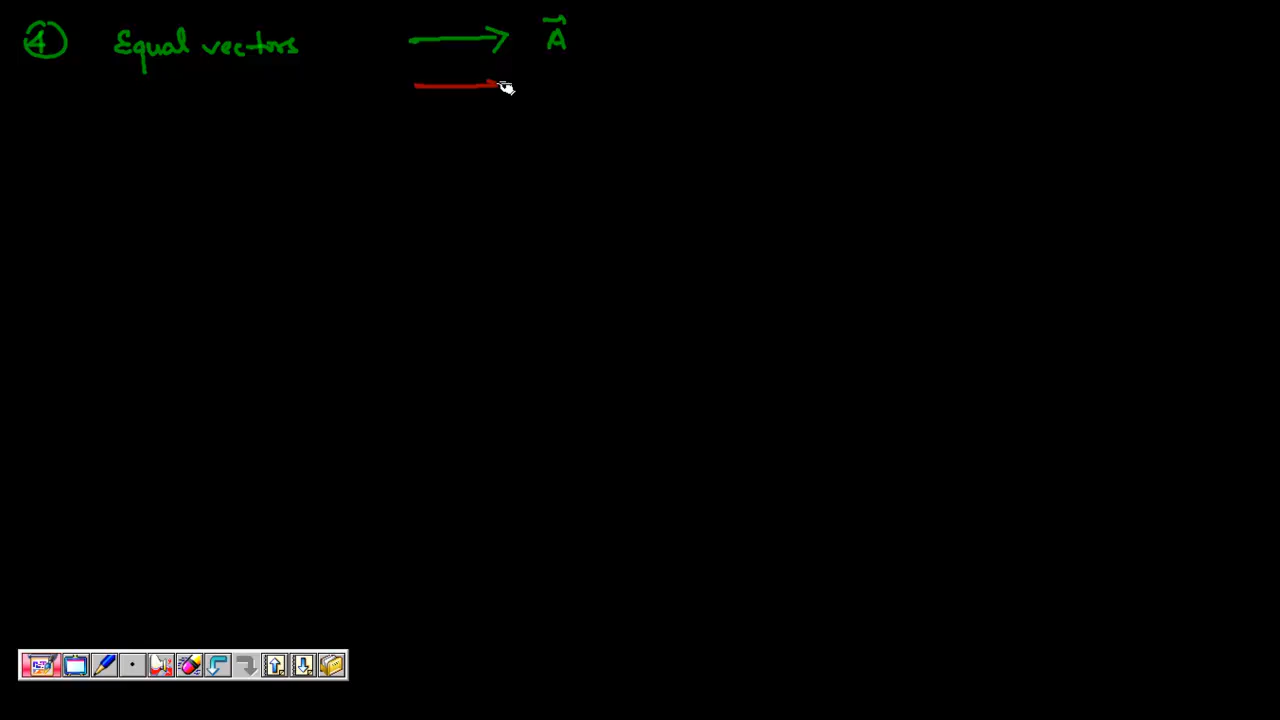 ④ Equal vectors → A⃗